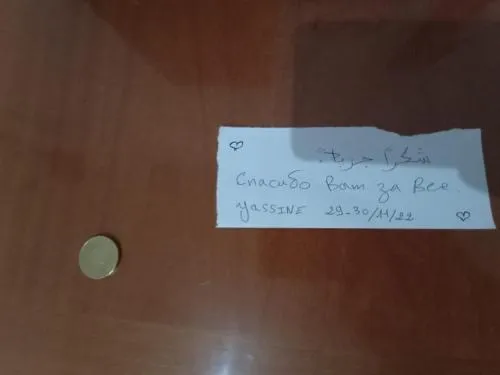 شكرا جزيلا
Спасибо Вам за Все.
yASSINE 29-30/11/22